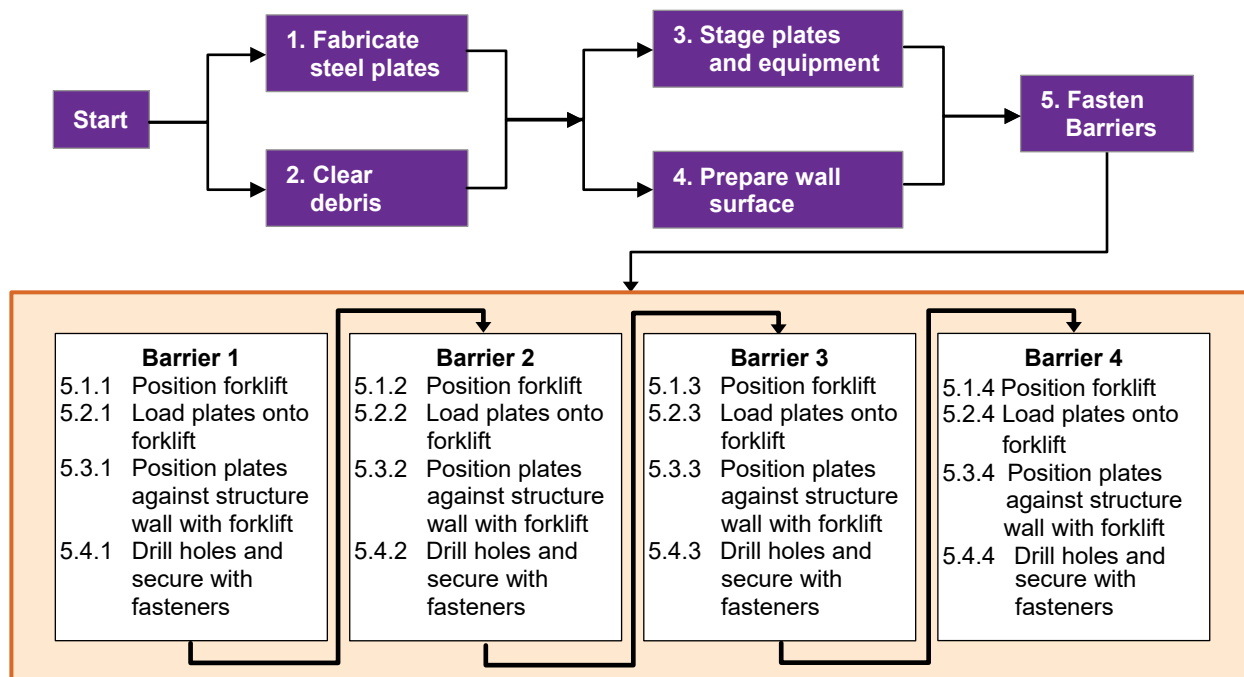 1. Fabricate
steel plates
3. Stage plates
and equipment
Start
5. Fasten
Barriers
2. Clear
debris
4. Prepare wall
surface
Barrier 1
5.1.1 Position forklift
5.2.1 Load plates onto
forklift
5.3.1 Position plates
against structure
wall with forklift
5.4.1 Drill holes and
secure with
fasteners
Barrier 2
5.1.2 Position forklift
5.2.2 Load plates onto
forklift
5.3.2 Position plates
against structure
wall with forklift
5.4.2 Drill holes and
secure with
fasteners
Barrier 3
5.1.3 Position forklift
5.2.3 Load plates onto
forklift
5.3.3 Position plates
against structure
wall with forklift
5.4.3 Drill holes and
secure with
fasteners
Barrier 4
5.1.4 Position forklift
5.2.4 Load plates onto
forklift
5.3.4 Position plates
against structure
wall with forklift
5.4.4 Drill holes and
secure with
fasteners